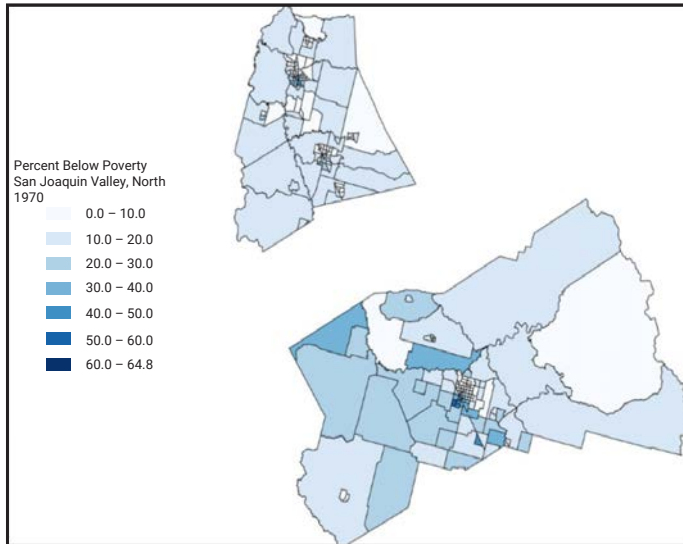 Percent Below Poverty
San Joaquin Valley, North
1970
0.0 – 10.0
10.0 – 20.0
20.0 – 30.0
30.0 – 40.0
40.0 – 50.0
50.0 – 60.0
60.0 – 64.8